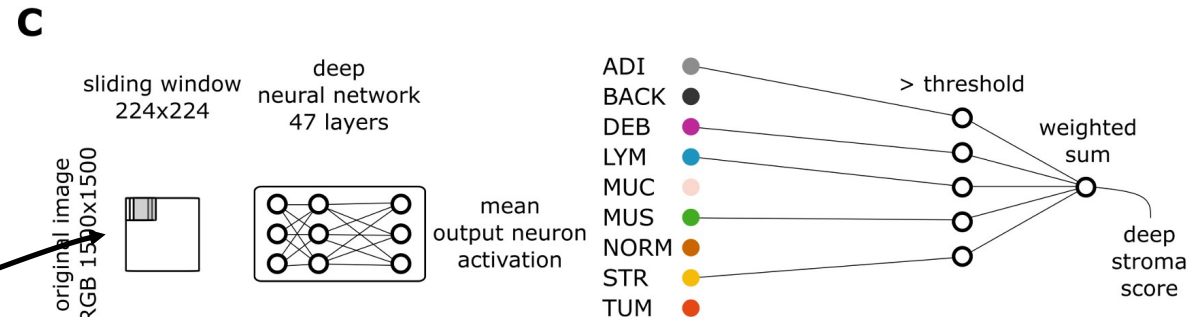 C
sliding window
224x224
deep
neural network
47 layers
original image
RGB 1500x1500
mean
output neuron
activation
ADI
BACK
DEB
LYM
MUC
MUS
NORM
STR
TUM
> threshold
weighted
sum
deep
stroma
score